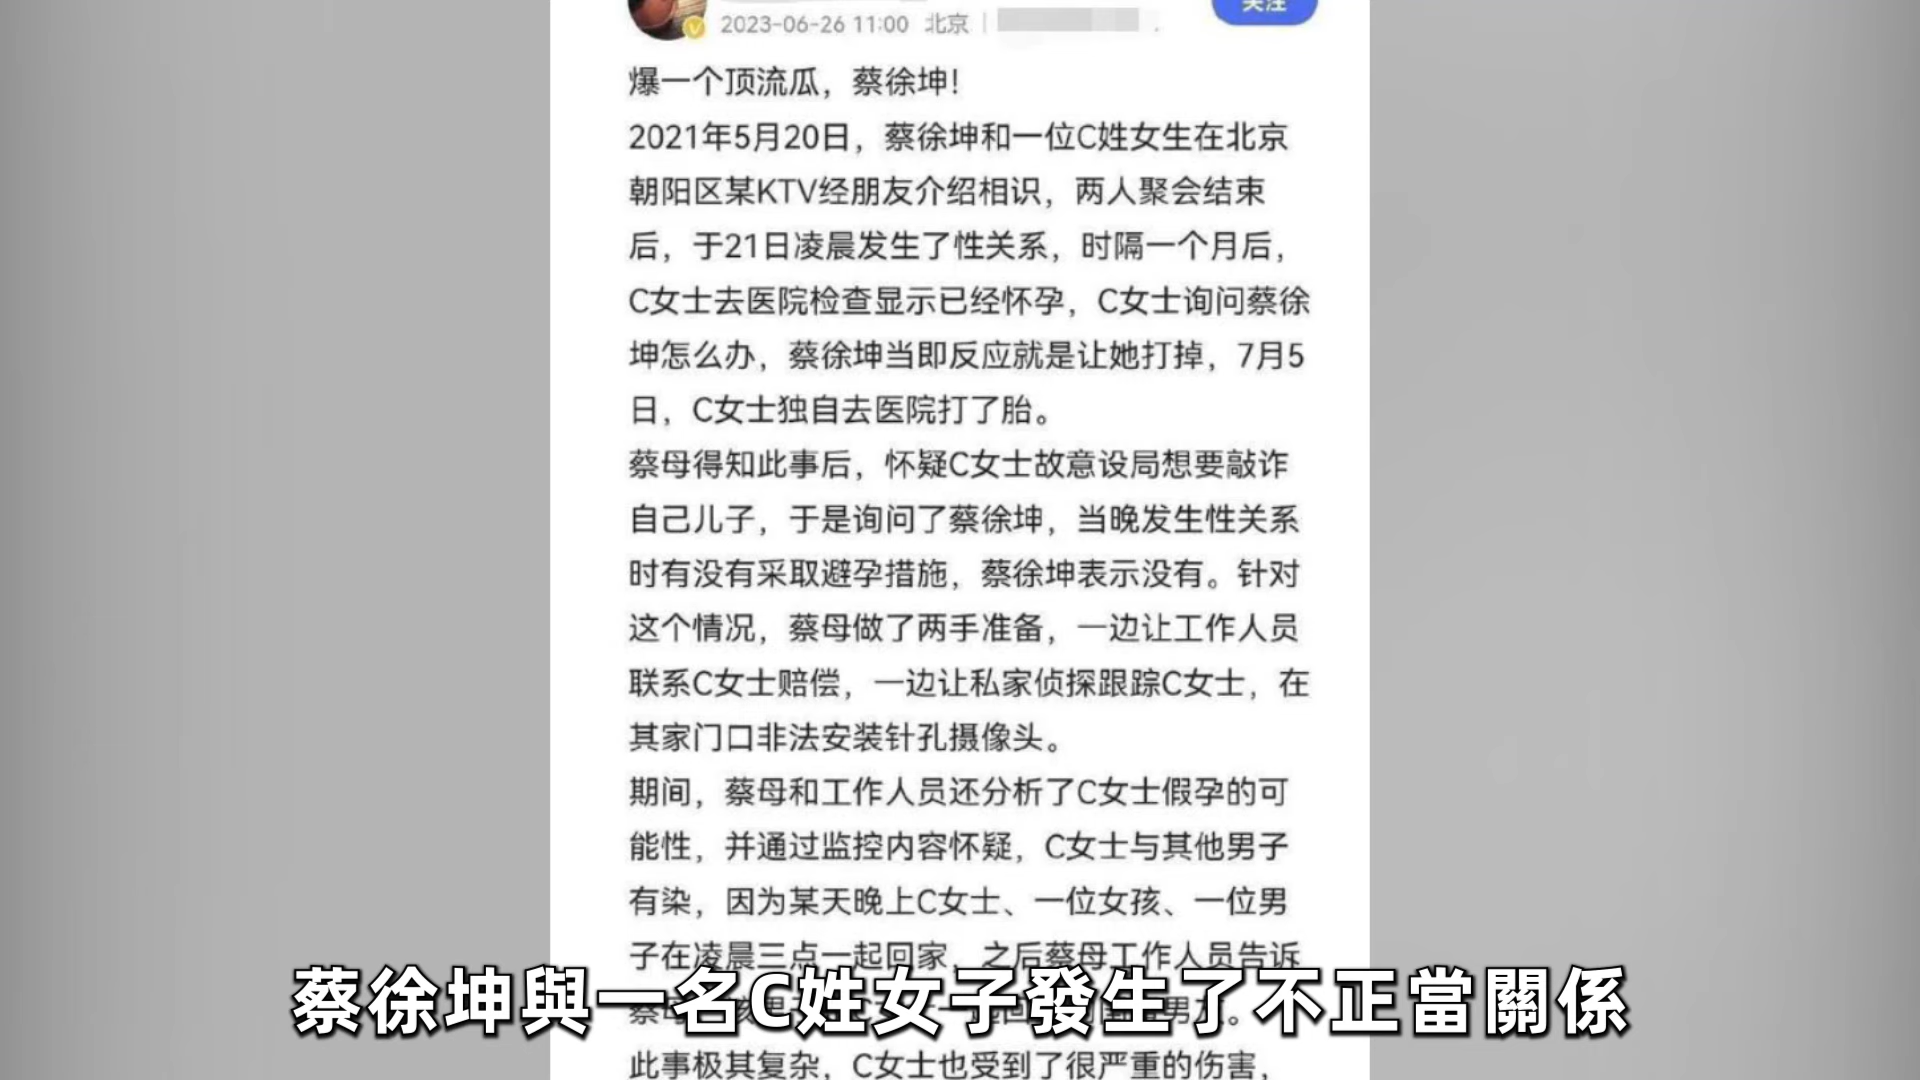 关注
2023-06-26 11:00 北京
爆一个顶流瓜，蔡徐坤！
2021年5月20日，蔡徐坤和一位C姓女生在北京
朝阳区某KTV经朋友介绍相识，两人聚会结束
后，于21日凌晨发生了性关系，时隔一个月后，
C女士去医院检查显示已经怀孕，C女士询问蔡徐
坤怎么办，蔡徐坤当即反应就是让她打掉，7月5
日，C女士独自去医院打了胎。
蔡母得知此事后，怀疑C女士故意设局想要敲诈
自己儿子，于是询问了蔡徐坤，当晚发生性关系
时有没有采取避孕措施，蔡徐坤表示没有。针对
这个情况，蔡母做了两手准备，一边让工作人员
联系C女士赔偿，一边让私家侦探跟踪C女士，在
其家门口非法安装针孔摄像头。
期间，蔡母和工作人员还分析了C女士假孕的可
能性，并通过监控内容怀疑，C女士与其他男子
有染，因为某天晚上C女士、一位女孩、一位男
子在凌晨三点一起回家，之后蔡母工作人员告诉
蔡徐坤與一名C姓女子發生了不正當關係
此事极其复杂，C女士也受到了很严重的伤害，